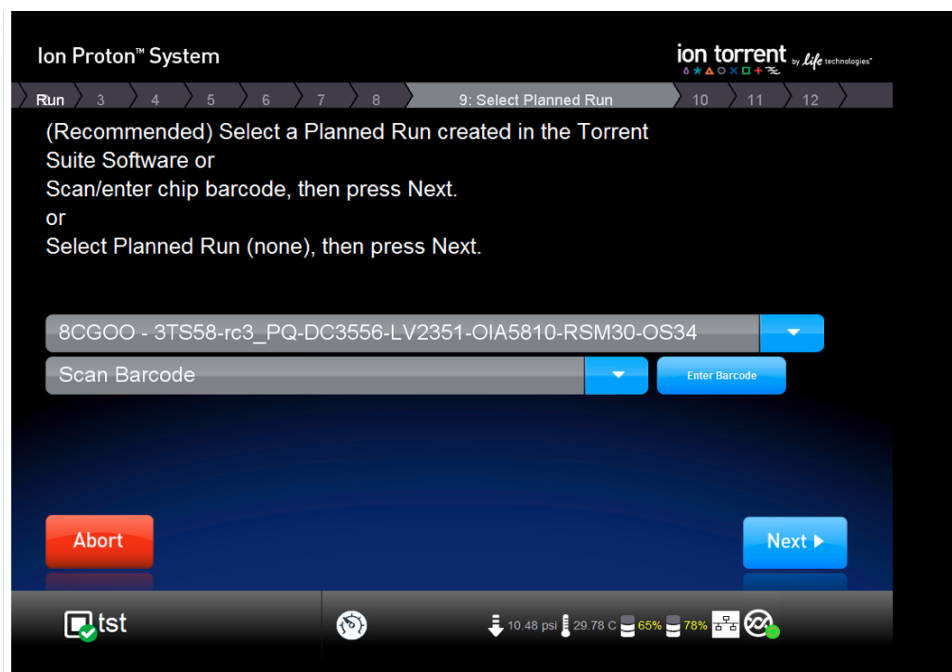 Ion Proton™ System
ion torrent by life technologies™
Run 3 4 5 6 7 8 9: Select Planned Run 10 11 12
(Recommended) Select a Planned Run created in the Torrent
Suite Software or
Scan/enter chip barcode, then press Next.
or
Select Planned Run (none), then press Next.
8CGOO - 3TS58-rc3_PQ-DC3556-LV2351-OIA5810-RSM30-OS34
Scan Barcode
Enter Barcode
Abort
Next
tst
10.48 psi 29.78 C 65% 78%